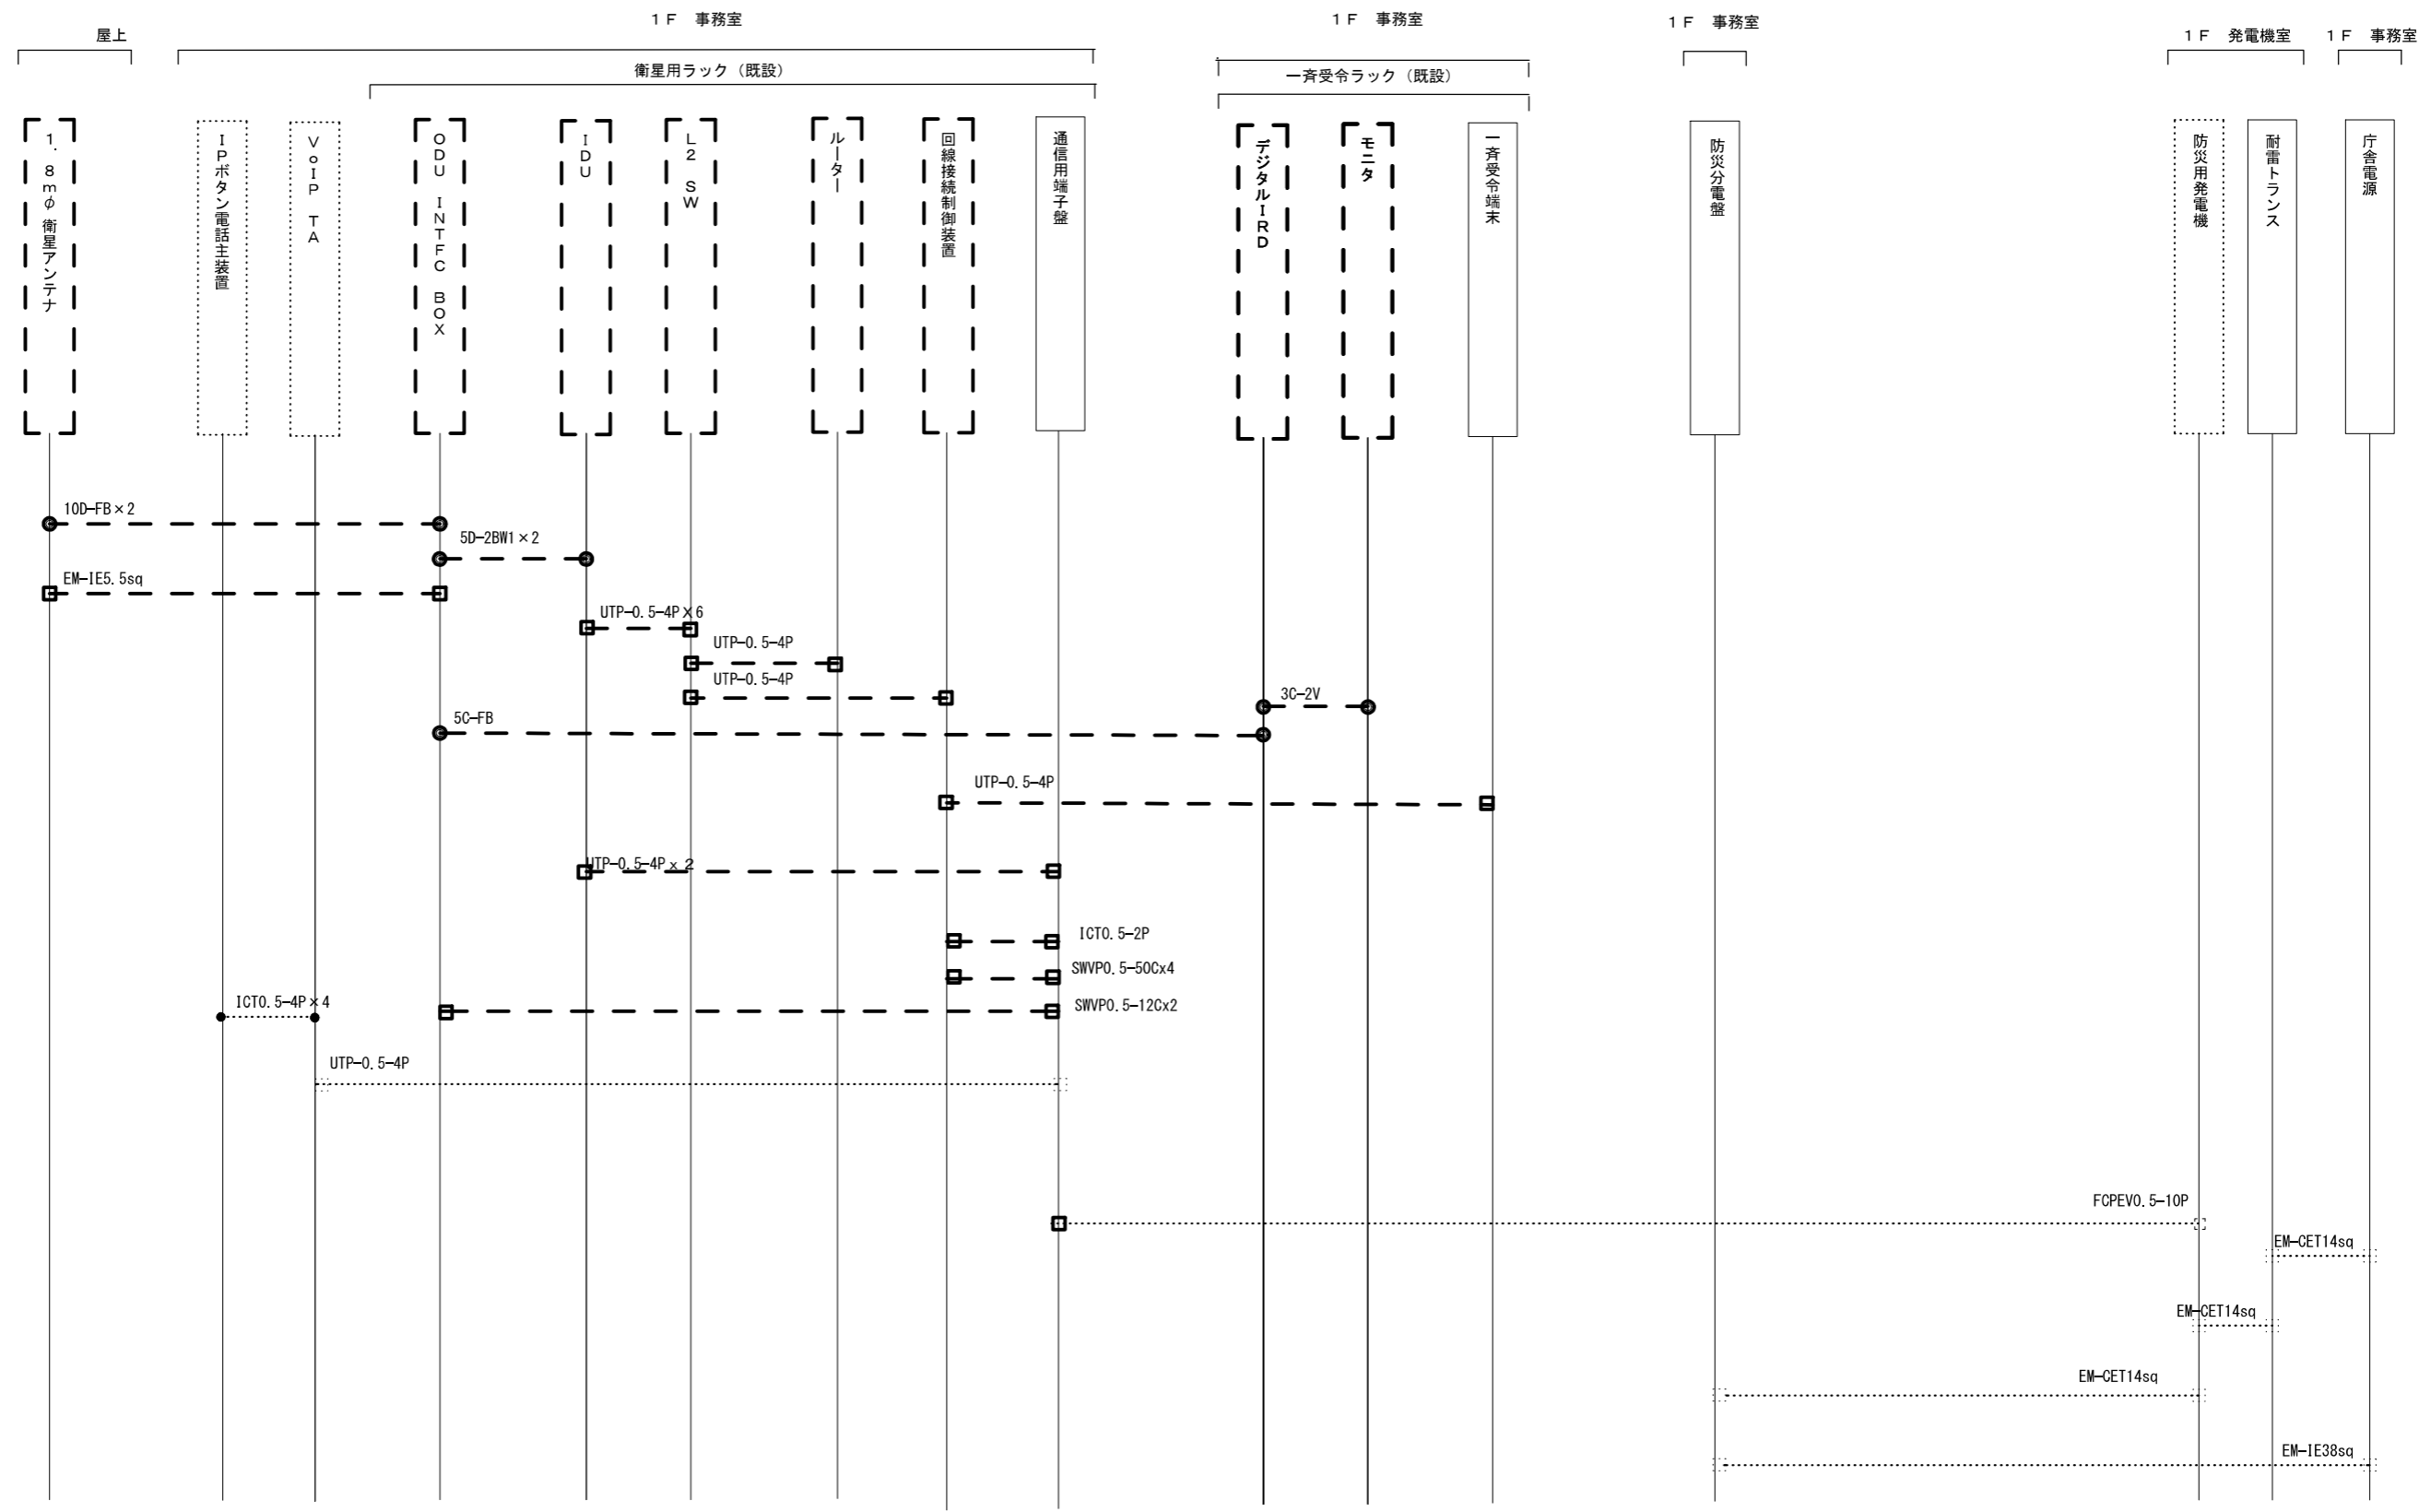 １Ｆ　事務室
１Ｆ　事務室
１Ｆ　事務室
屋上
１Ｆ　発電機室
１Ｆ　事務室
衛星用ラック（既設）
一斉受令ラック（既設）
１．８ｍφ衛星アンテナ
ＩＰボタン電話主装置
ＶｏＩＰ　ＴＡ
ＯＤＵ　ＩＮＴＦＣ　ＢＯＸ
ＩＤＵ
Ｌ２　ＳＷ
ルーター
回線接続制御装置
通信用端子盤
デジタルＩＲＤ
モニタ
一斉受令端末
防災分電盤
防災用発電機
耐雷トランス
庁舎電源
10D-FB×2
5D-2BW1×2
EM-IE5.5sq
UTP-0.5-4P×6
UTP-0.5-4P
UTP-0.5-4P
3C-2V
5C-FB
UTP-0.5-4P
UTP-0.5-4P×２
ICT0.5-2P
SWVP0.5-50Cx4
ICT0.5-4P×4
SWVP0.5-12Cx2
UTP-0.5-4P
FCPEV0.5-10P
EM-CET14sq
EM-CET14sq
EM-CET14sq
EM-IE38sq